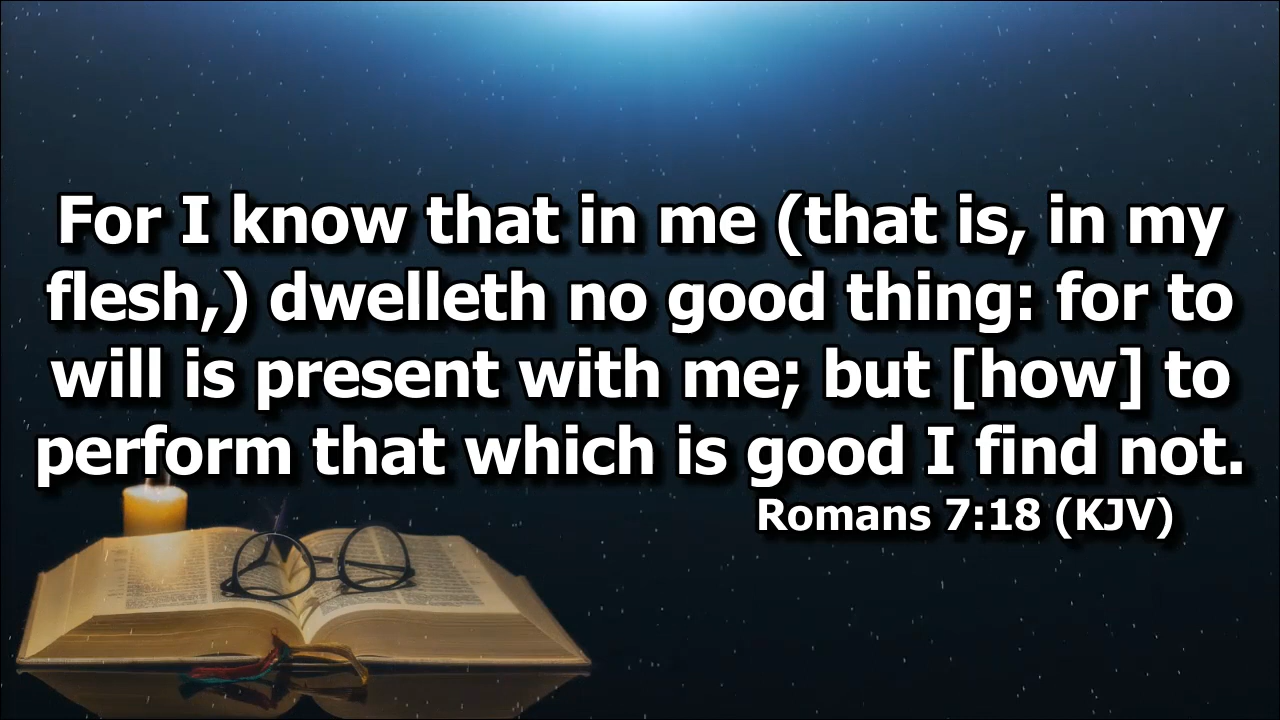 For I know that in me (that is, in my
flesh,) dwelleth no good thing: for to
will is present with me; but [how] to
perform that which is good I find not.
Romans 7:18 (KJV)